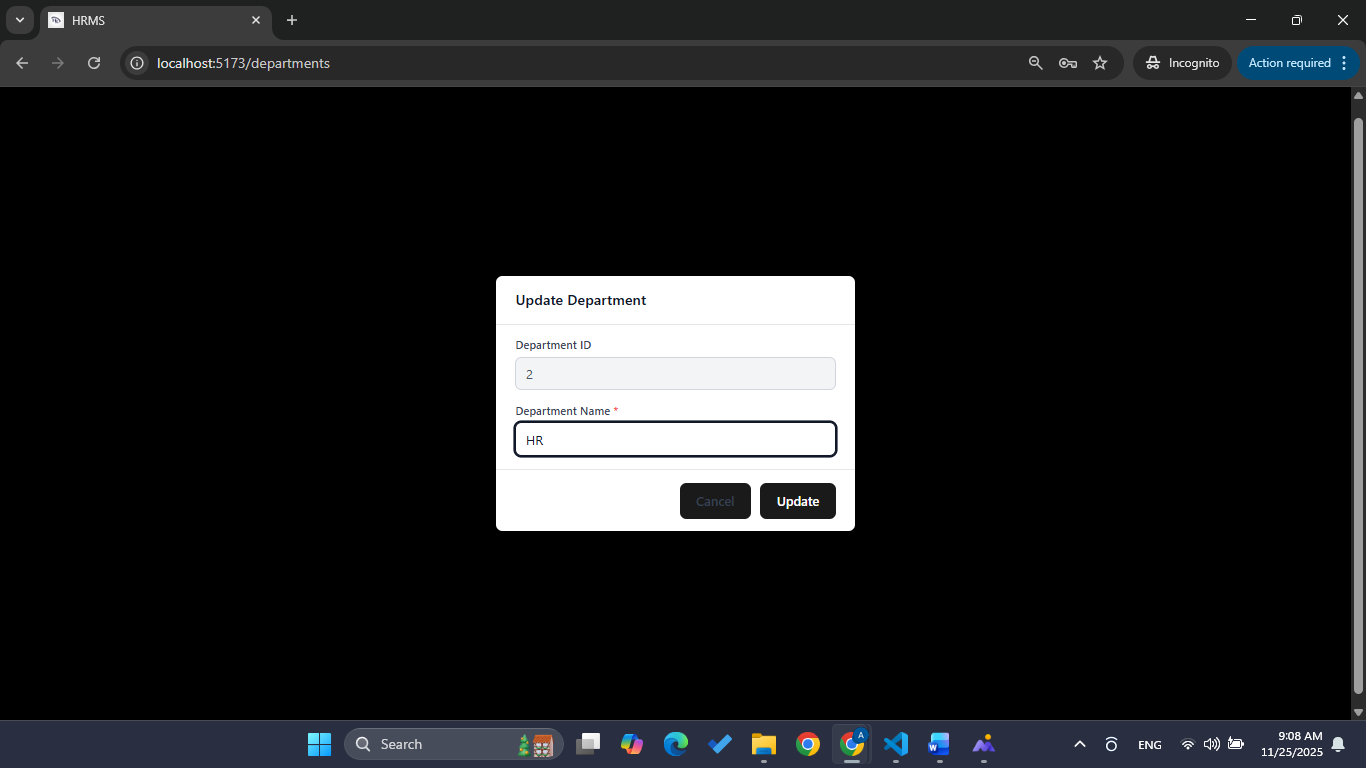 HRMS
localhost:5173/departments
Incognito
Action required
Update Department
Department ID
2
Department Name *
HR
Cancel
Update
Search
A
W
ENG
9:08 AM
11/25/2025